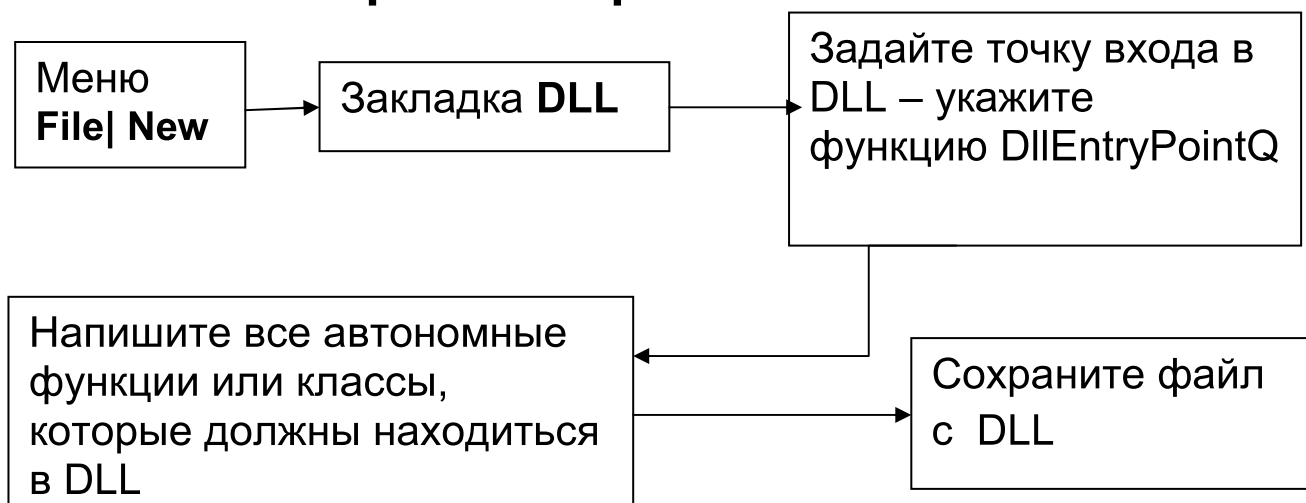 Меню
File| New
Закладка DLL
Задайте точку входа в
DLL – укажите
функцию DllEntryPointQ
Напишите все автономные
функции или классы,
которые должны находиться
в DLL
Сохраните файл
с DLL